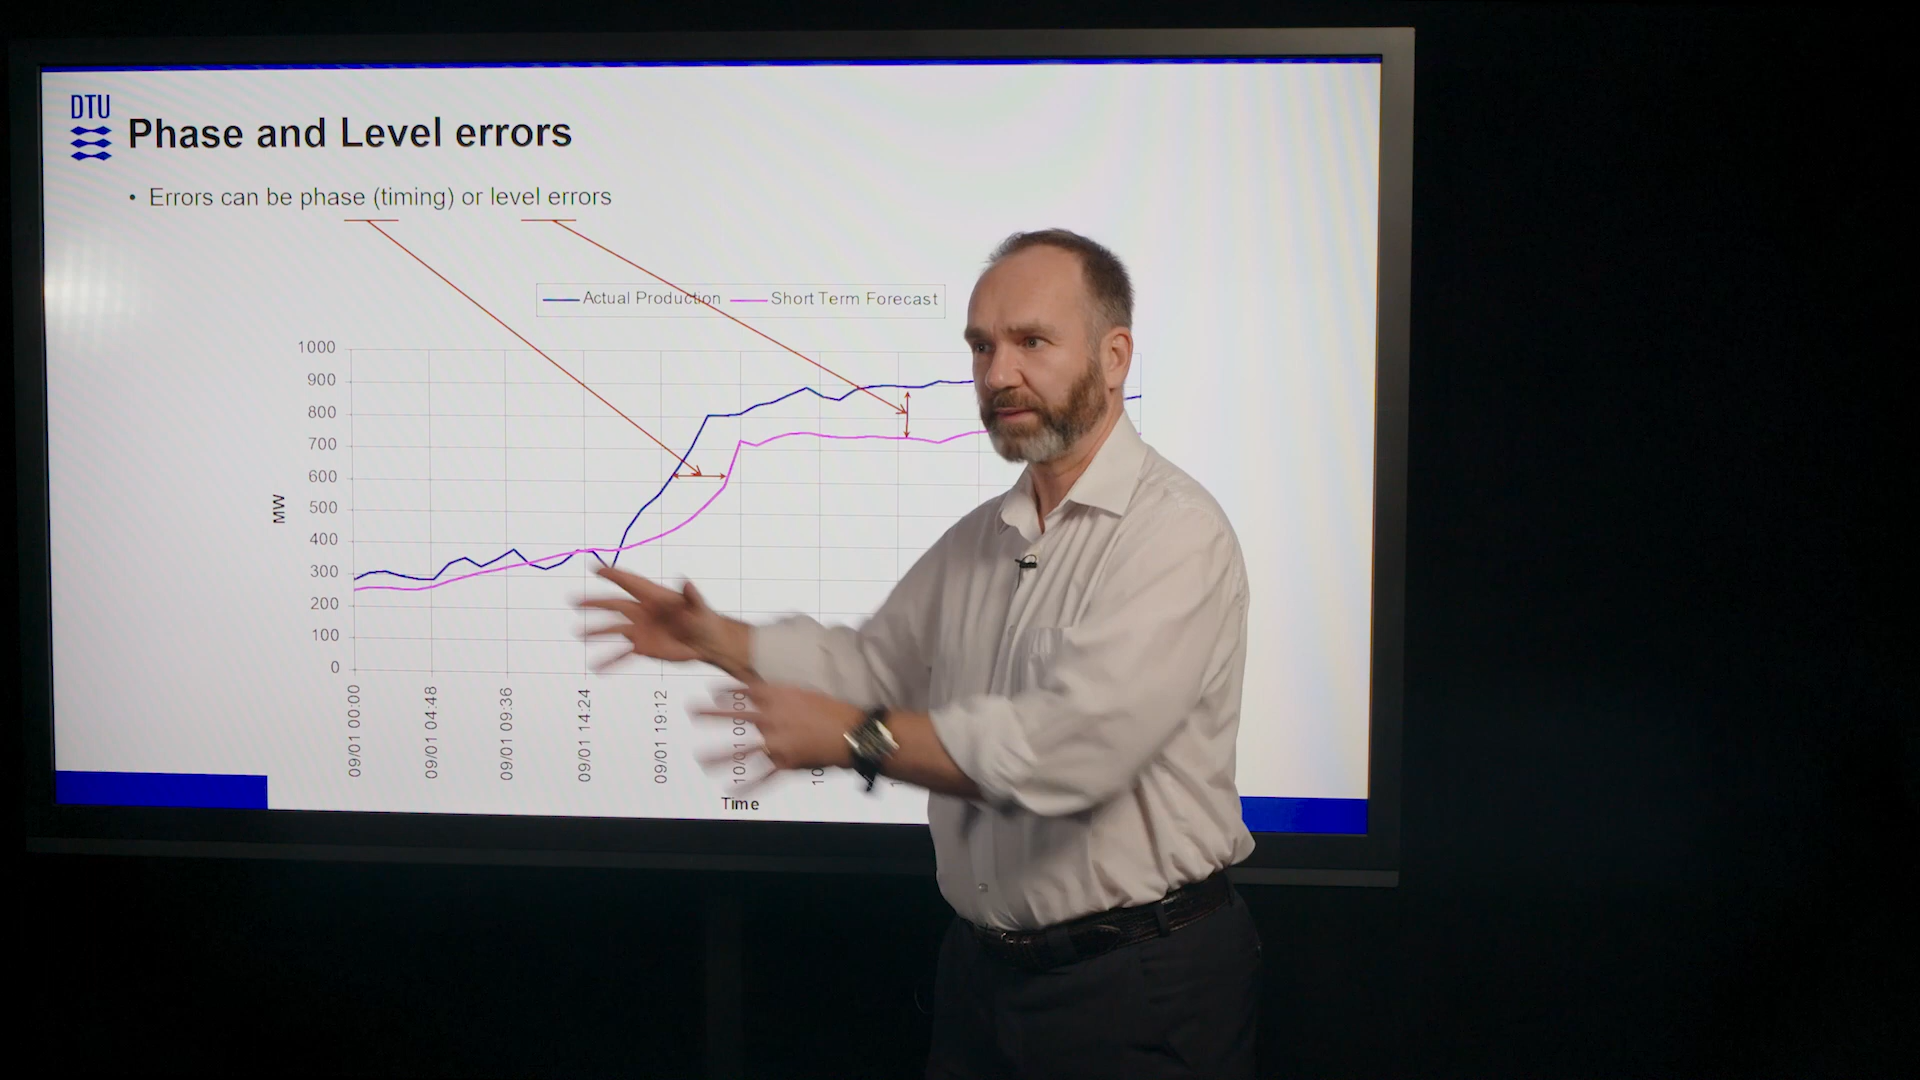 DTU
Phase and Level errors
• Errors can be phase (timing) or level errors
Actual Production
Short Term Forecast
1000
900
800
700
600
500
400
300
200
100
0
MW
09/01 00:00
09/01 04:48
09/01 09:36
09/01 14:24
09/01 19:12
10/01 00:00
Time